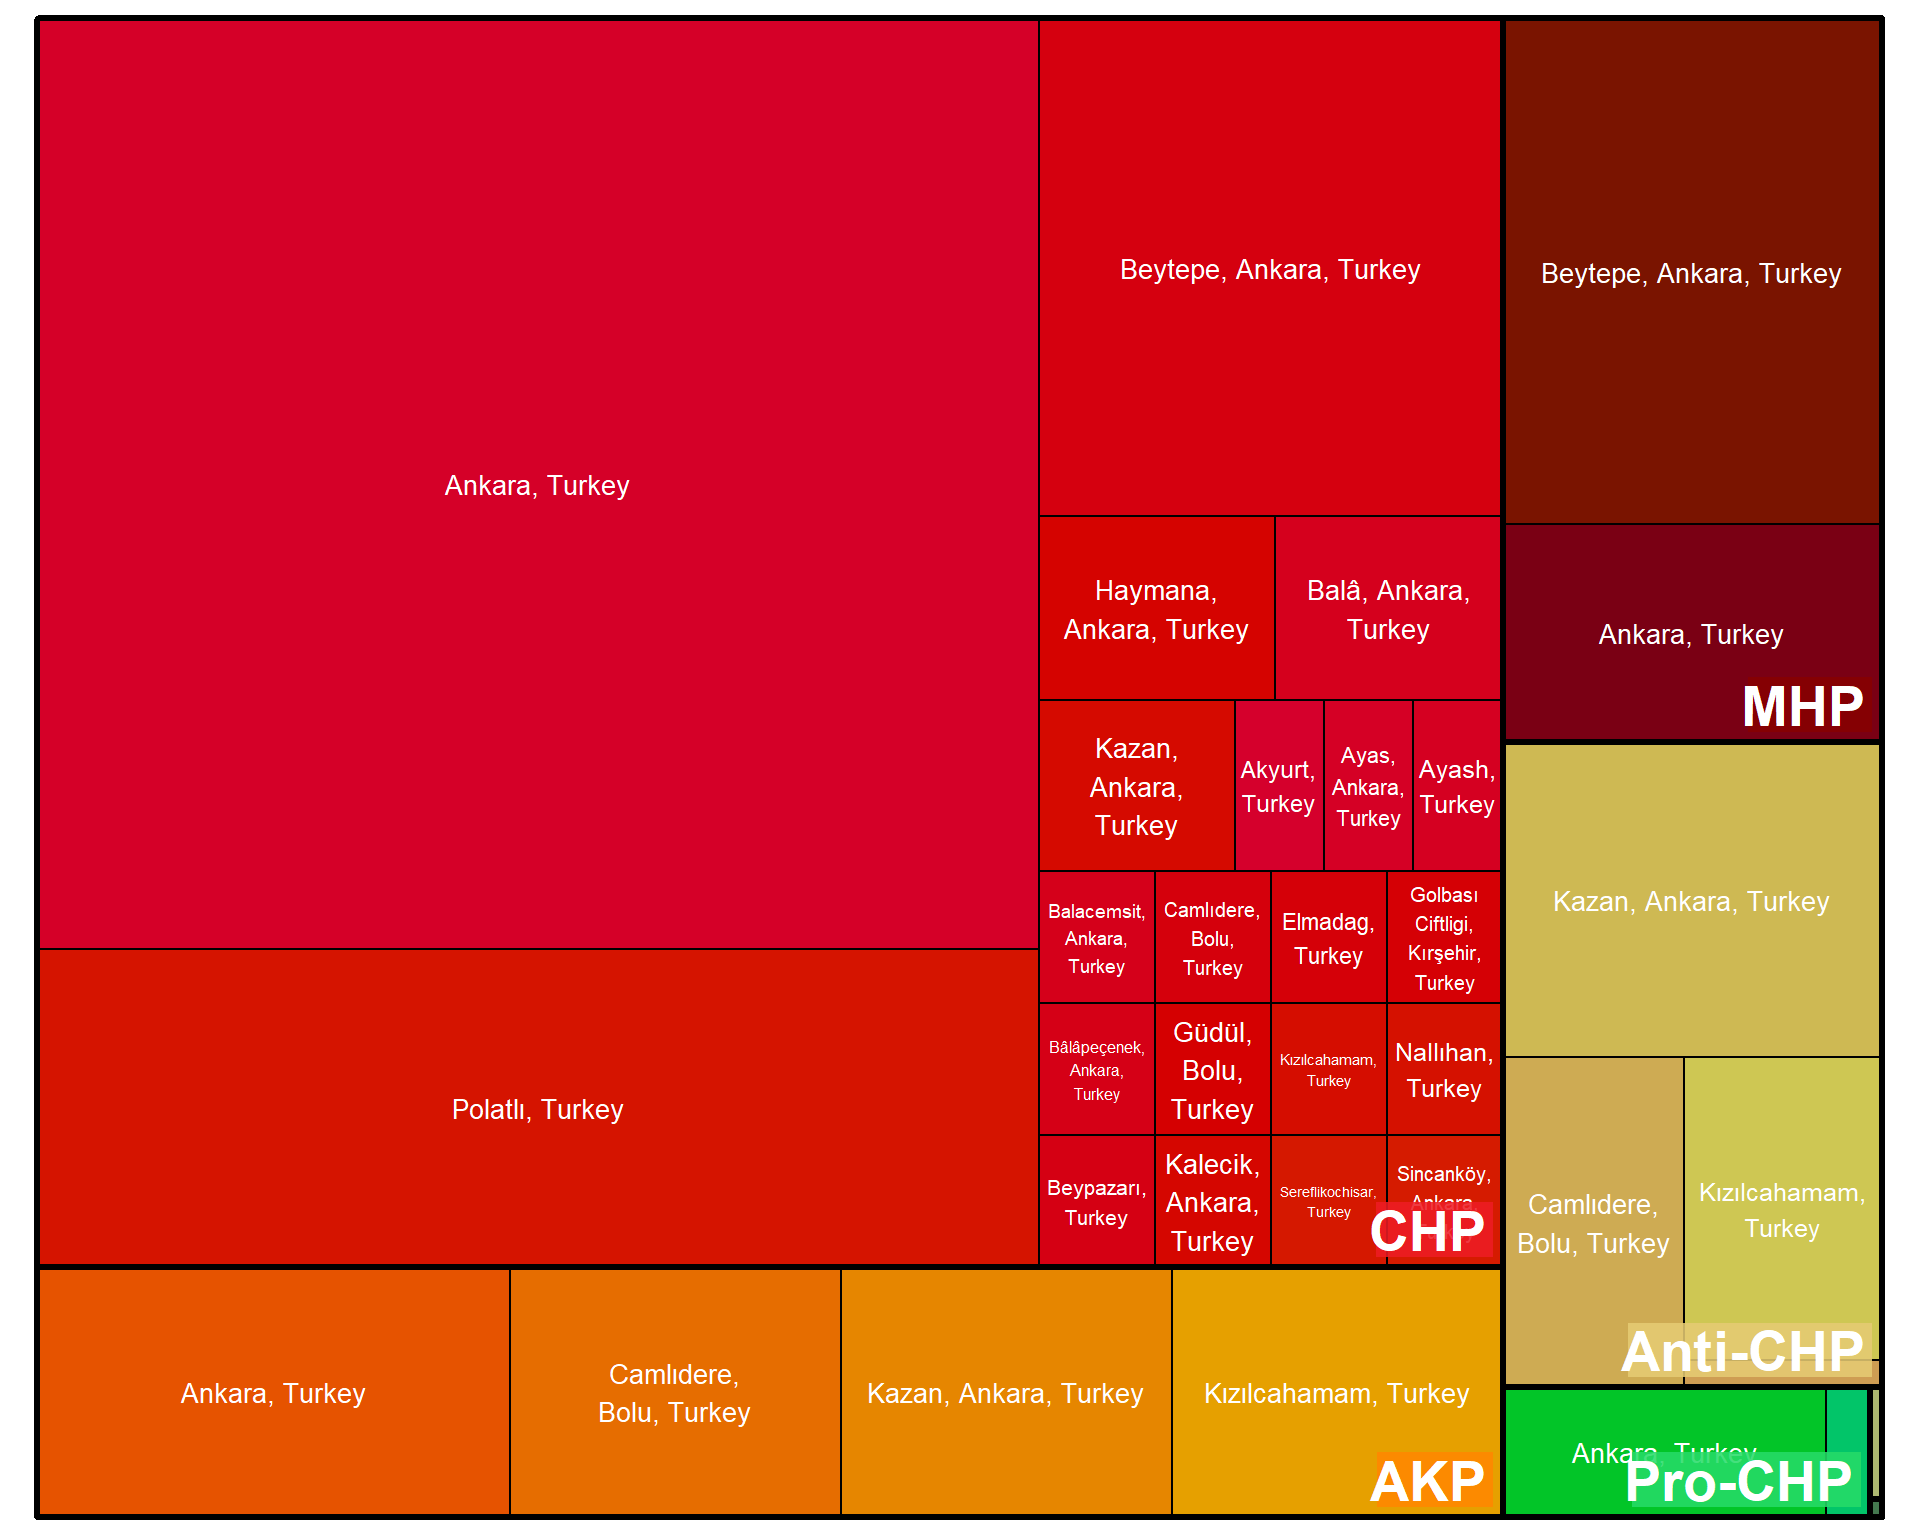 Ankara, Turkey
Polatlı, Turkey
Beytepe, Ankara, Turkey
Haymana,
Ankara, Turkey
Balâ, Ankara,
Turkey
Kazan,
Ankara,
Turkey
Akyurt,
Turkey
Ayas,
Ankara,
Turkey
Ayash,
Turkey
Balacemsit,
Ankara,
Turkey
Camlıdere,
Bolu,
Turkey
Elmadag,
Turkey
Golbası
Ciftligi,
Kırşehir,
Turkey
Bâlâpeçenek,
Ankara,
Turkey
Güdül,
Bolu,
Turkey
Kızılcahamam,
Turkey
Nallıhan,
Turkey
Beypazarı,
Turkey
Kalecik,
Ankara,
Turkey
Sereflikochisar,
Turkey
Sincanköy,
Ankara,
CHP
Ankara, Turkey
Camlıdere,
Bolu, Turkey
Kazan, Ankara, Turkey
Kızılcahamam, Turkey
AKP
Beytepe, Ankara, Turkey
Ankara, Turkey
MHP
Kazan, Ankara, Turkey
Camlıdere,
Bolu, Turkey
Kızılcahamam,
Turkey
Anti-CHP
Ankara, Turkey
Pro-CHP